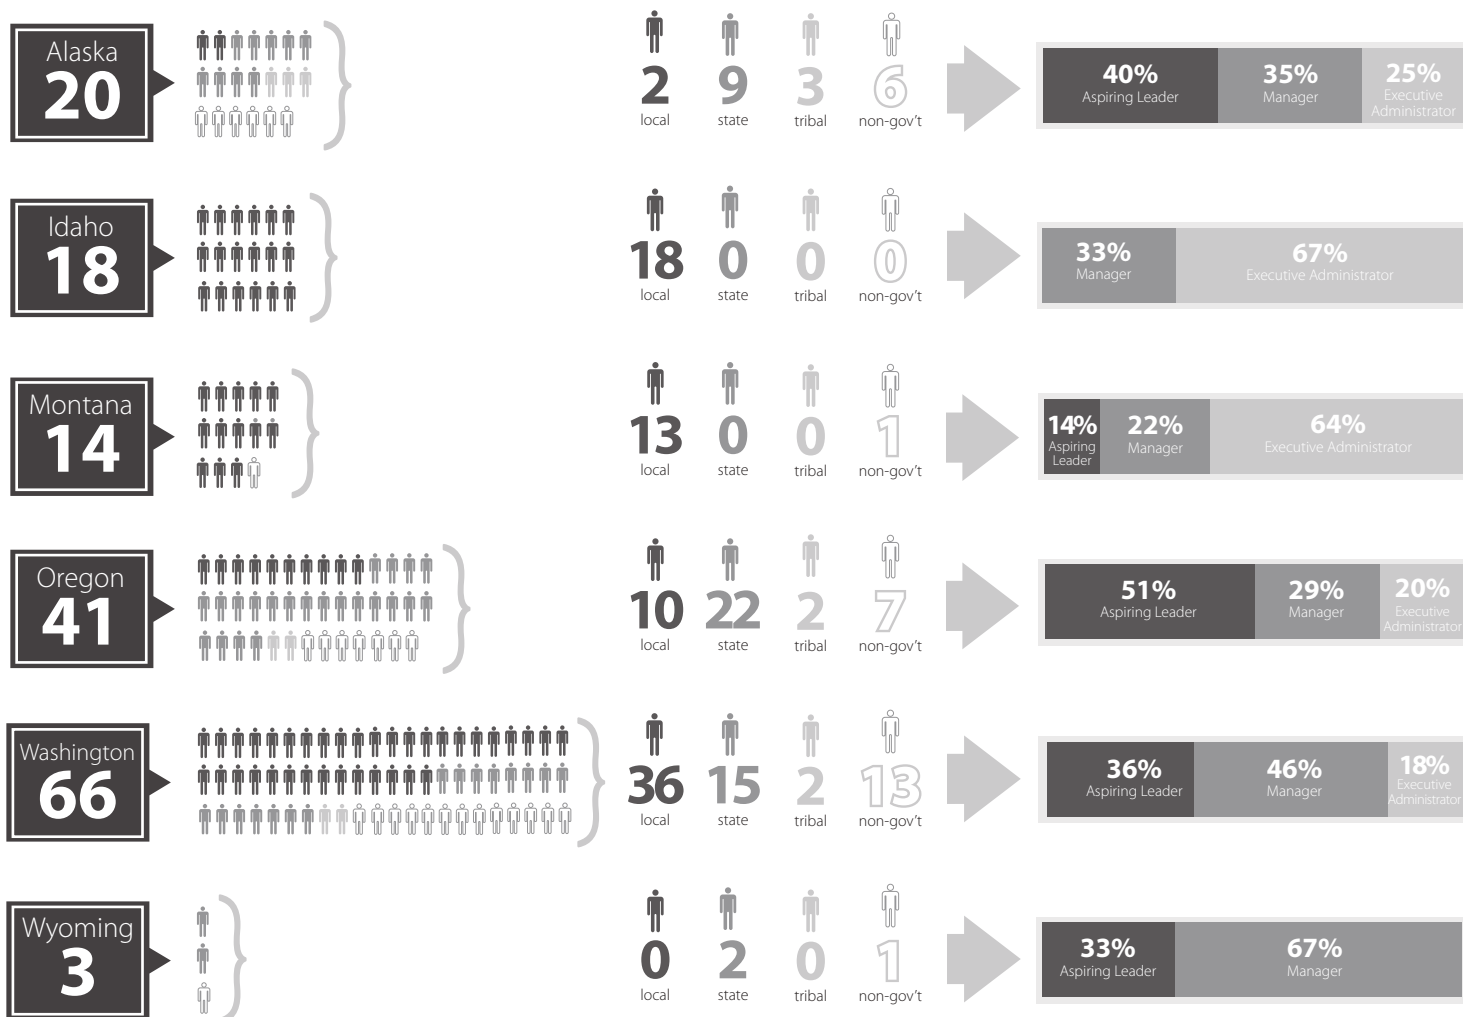 Alaska
20
2 9 3 6
local state tribal non-gov't
40% 35% 25%
Aspiring Leader Manager Executive
Administrator
Idaho
18
18 0 0 0
local state tribal non-gov't
33% 67%
Manager Executive Administrator
Montana
14
13 0 0 1
local state tribal non-gov't
14% 22% 64%
Aspiring Manager Executive Administrator
Leader
Oregon
41
10 22 2 7
local state tribal non-gov't
51% 29% 20%
Aspiring Leader Manager Executive
Administrator
Washington
66
36 15 2 13
local state tribal non-gov't
36% 46% 18%
Aspiring Leader Manager Executive
Administrator
Wyoming
3
0 2 0 1
local state tribal non-gov't
33% 67%
Aspiring Leader Manager